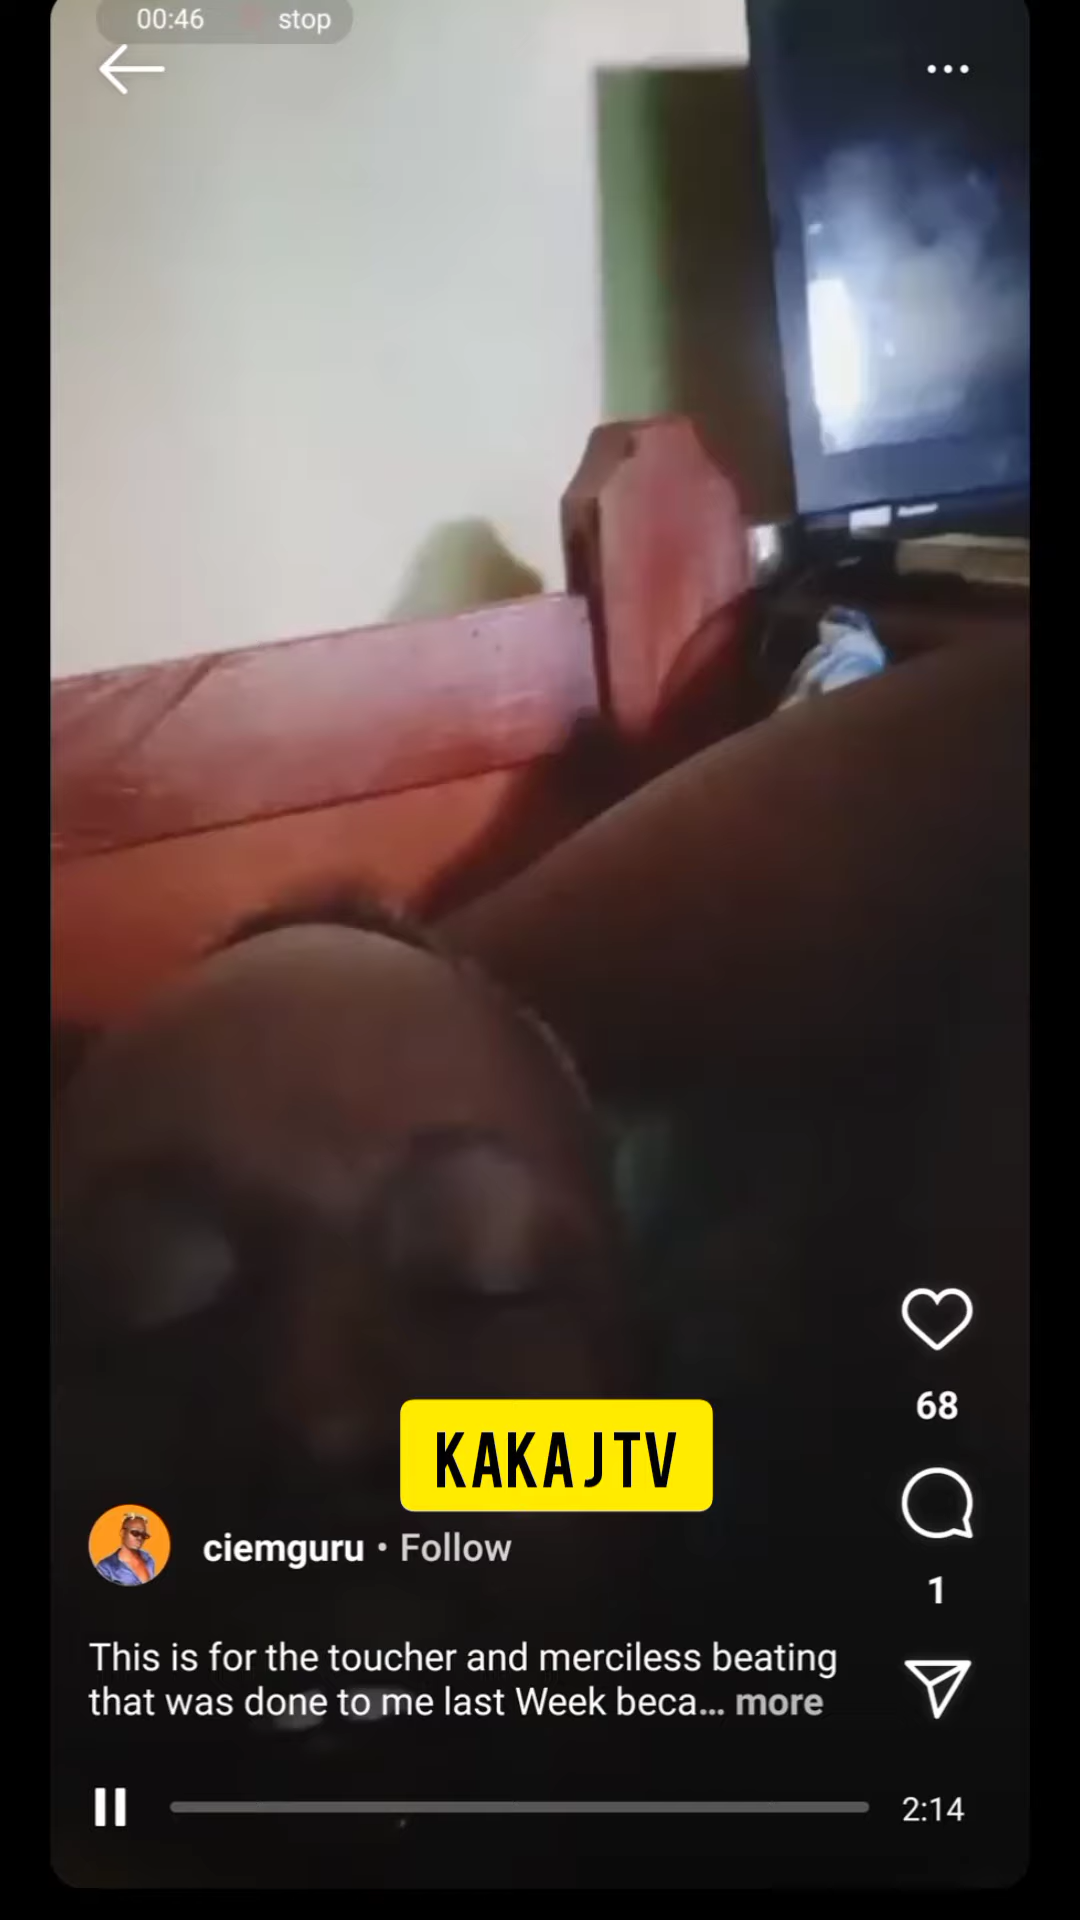 00:46 stop
KAKAJTV
ciemguru • Follow
68
1
This is for the toucher and merciless beating
that was done to me last Week beca... more
2:14